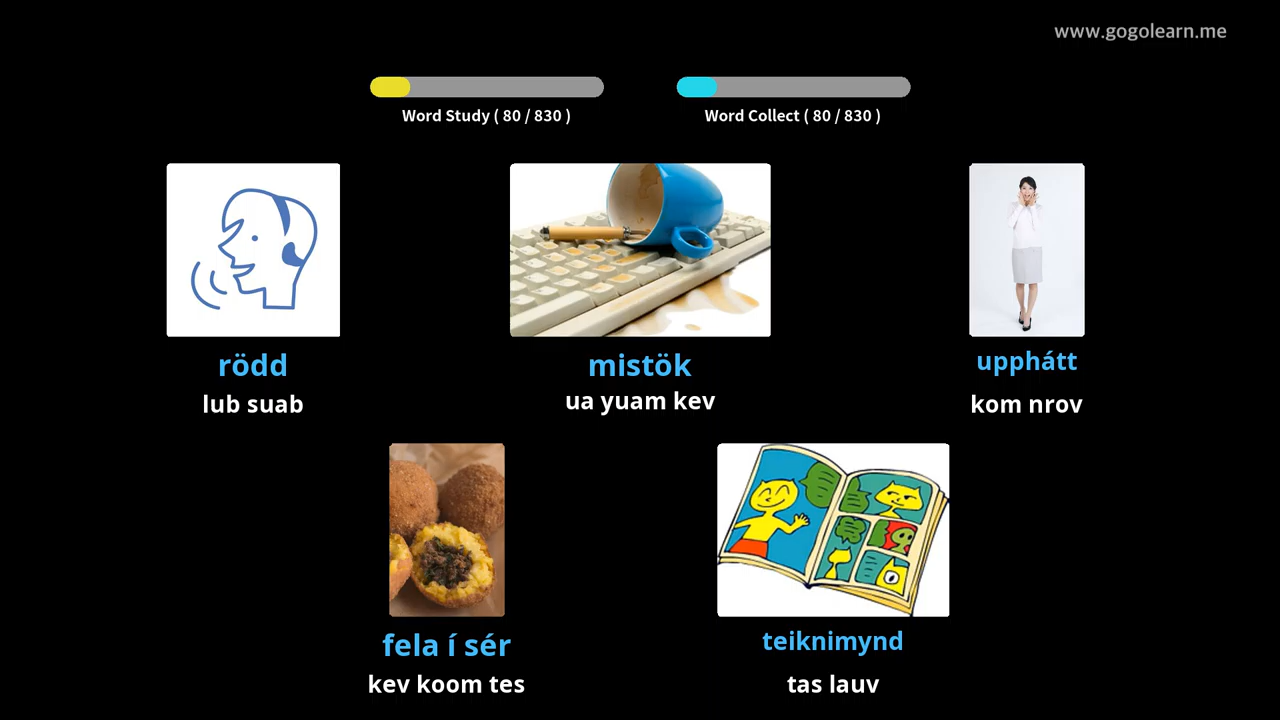 www.gogolearn.me
Word Study ( 80 / 830 )
Word Collect ( 80 / 830 )
rödd
lub suab
mistök
ua yuam kev
upphátt
kom nrov
fela í sér
kev koom tes
teiknimynd
tas lauv